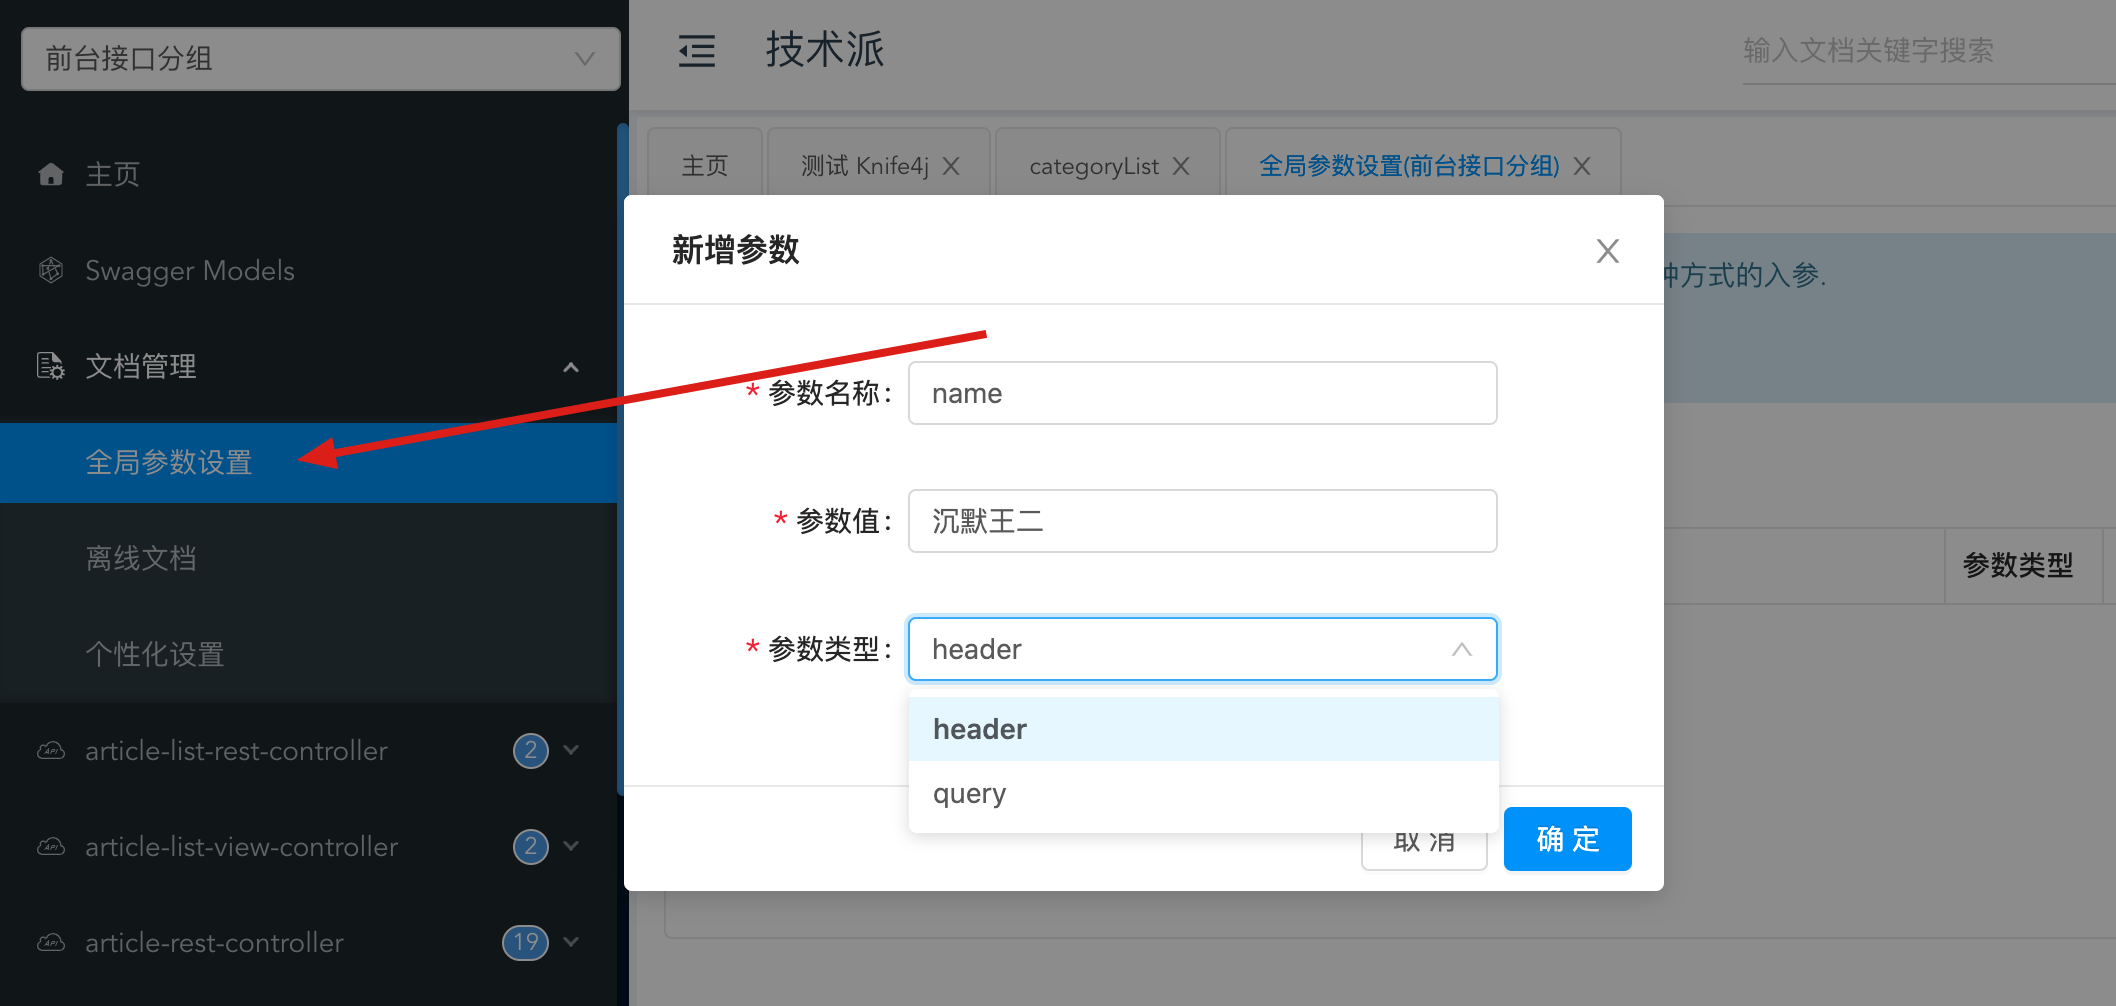 前台接口分组
主页
Swagger Models
文档管理
全局参数设置
离线文档
个性化设置
article-list-rest-controller 2
article-list-view-controller 2
article-rest-controller 19
技术派
输入文档关键字搜索
主页
测试 Knife4j
categoryList
全局参数设置(前台接口分组)
种方式的入参.
参数类型
新增参数
* 参数名称: name
* 参数值: 沉默王二
* 参数类型: header
header
query
取 消
确 定